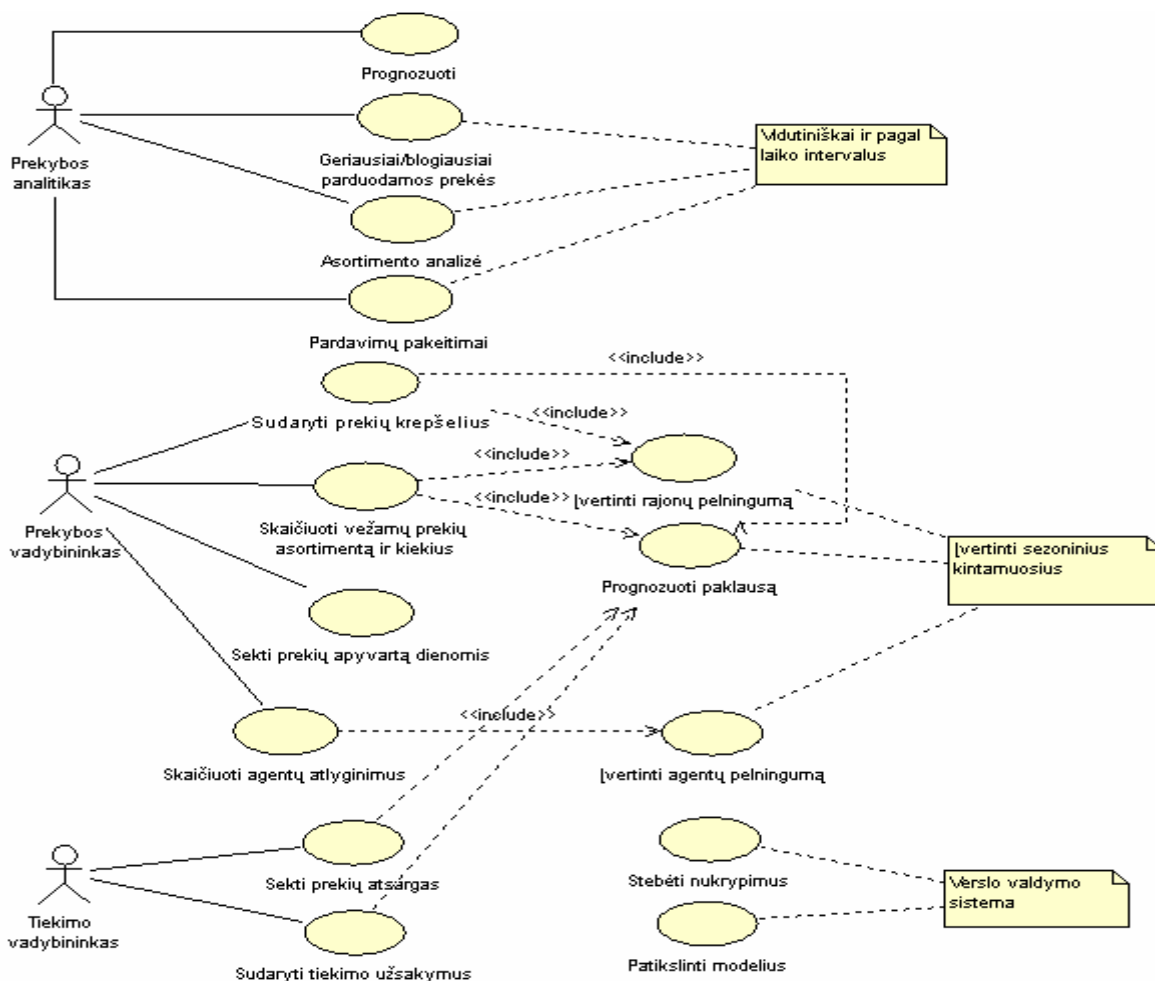 Prognozuoti
Prekybos
analitikas
Geriausiai/blogiausiai
parduodamos prekės
Vidutiniškai ir pagal
laiko intervalus
Asortimento analizė
Pardavimų pakeitimai
<<include>>
Sudaryti prekių krepšelius
<<include>>
<<include>>
Įvertinti rajonų pelningumą
<<include>>
Prekybos
vadybininkas
Skaičiuoti vežamų prekių
asortimentą ir kiekius
Įvertinti sezoninius
kintamuosius
Prognozuoti paklausą
Sekti prekių apyvartą dienomis
<<include>>
Skaičiuoti agentų atlyginimus
Įvertinti agentų pelningumą
Sekti prekių atsargas
Stebėti nukrypimus
Verslo valdymo
sistema
Tiekimo
vadybininkas
Sudaryti tiekimo užsakymus
Patikslinti modelius